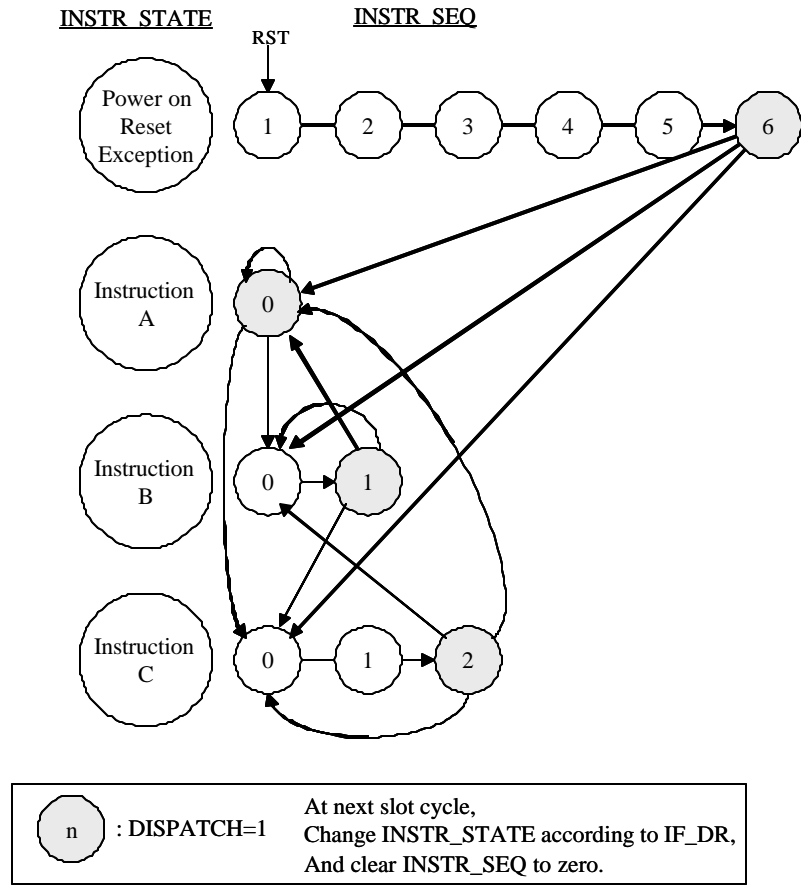 INSTR_STATE INSTR_SEQ
RST
Power on
Reset
Exception
1 2 3 4 5 6
Instruction
A
0
Instruction
B
0 1
Instruction
C
0 1 2
n : DISPATCH=1
At next slot cycle,
Change INSTR_STATE according to IF_DR,
And clear INSTR_SEQ to zero.